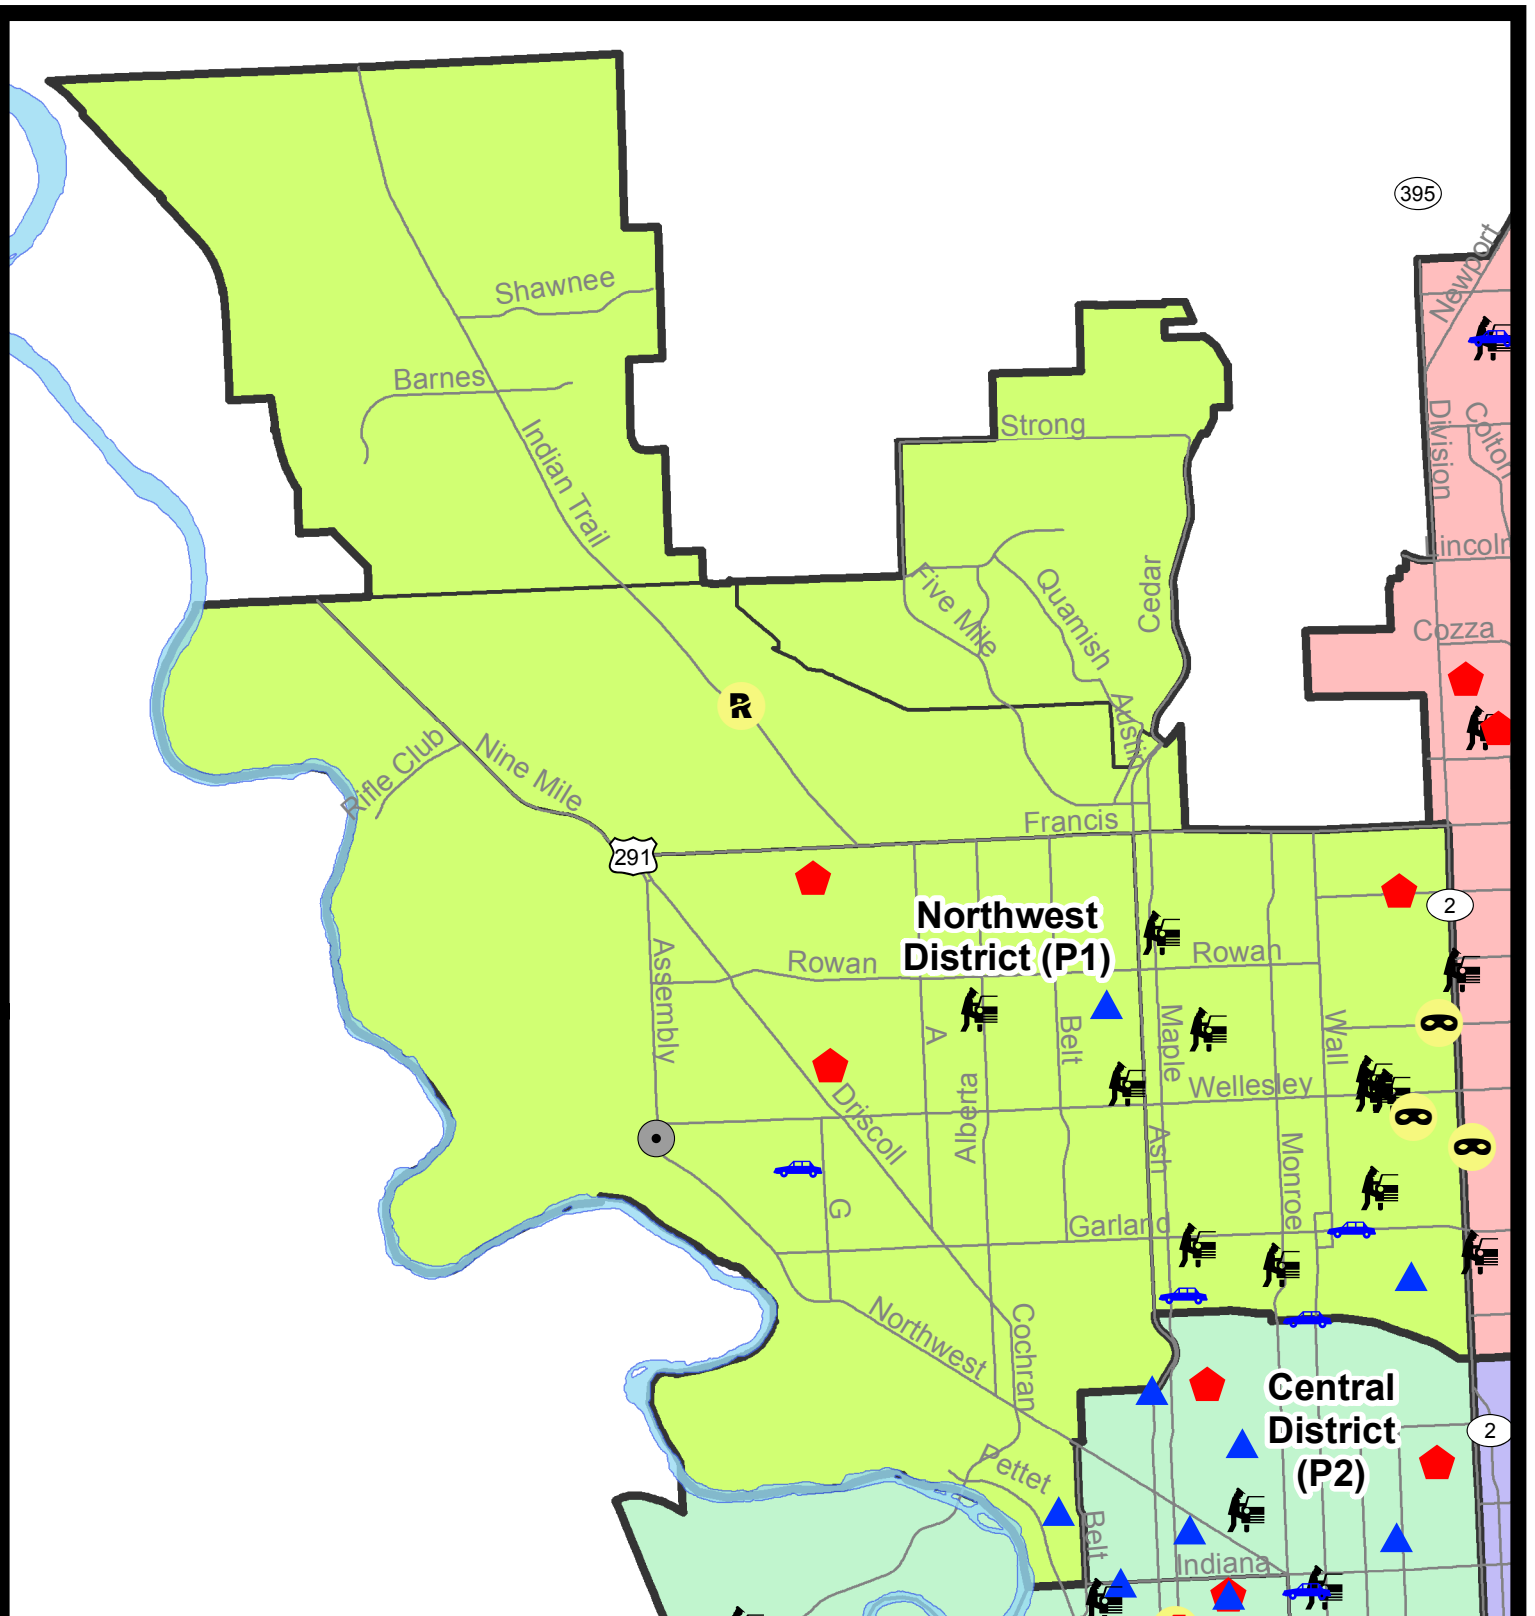 395
Newport
Shawnee
Barnes
Strong
Division
Colton
Indian Trail
Lincoln
Five Mile
Quamish
Cedar
Cozza
R
Austin
Rifle Club
Nine Mile
Francis
291
2
Northwest
District (P1)
Rowan
Rowan
Assembly
A
Belt
Maple
Wall
Alberta
Wellesley
Driscoll
Ash
Monroe
G
Garland
Northwest
Cochran
Central
District
(P2)
2
Pettet
Belt
Indiana